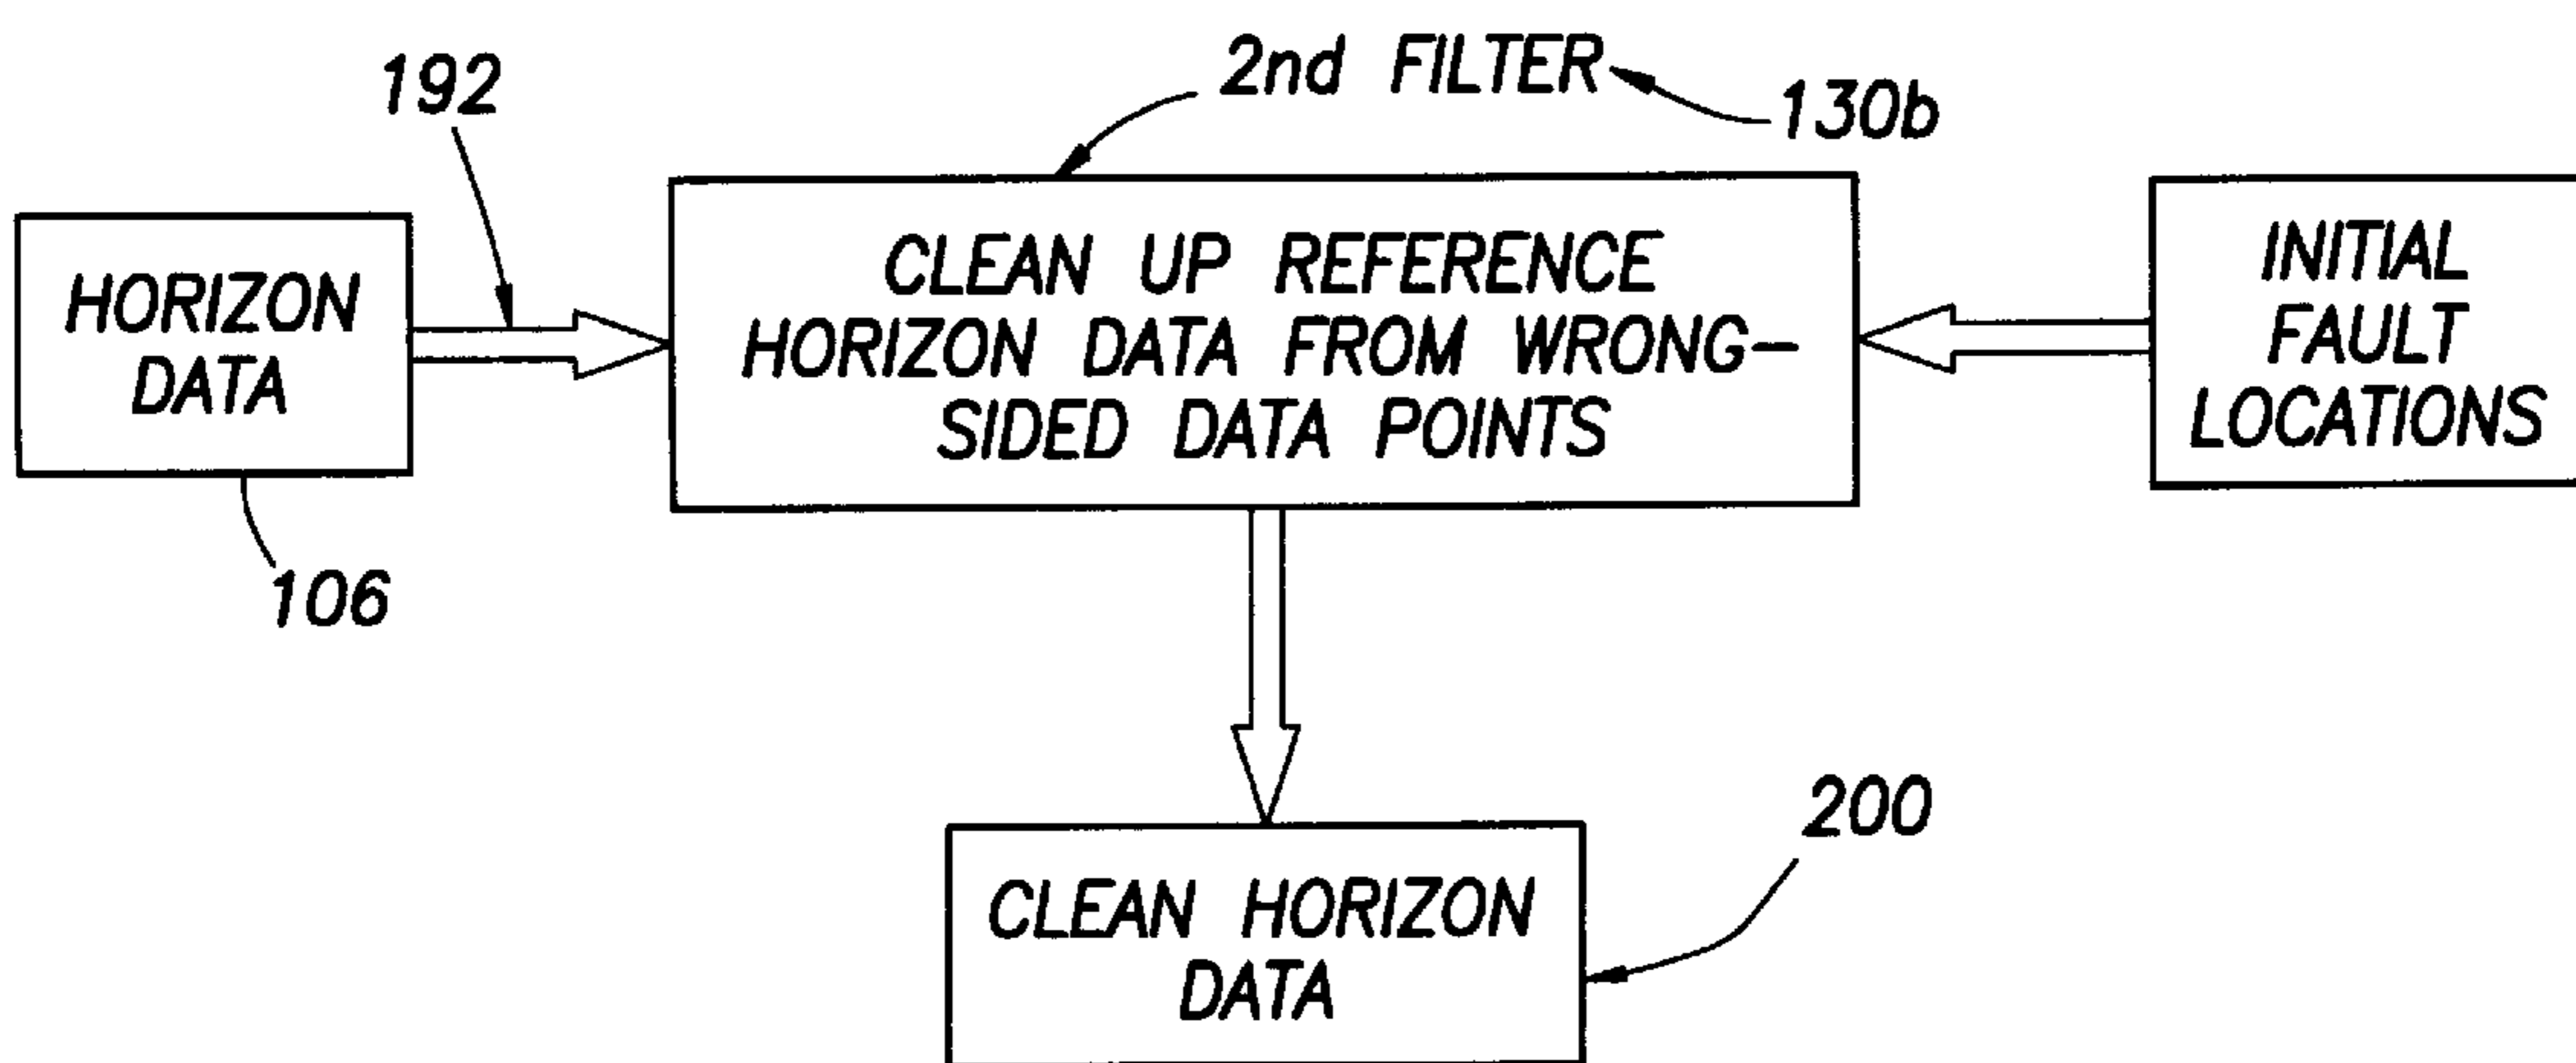 192
2nd FILTER
130b
HORIZON
DATA
106
CLEAN UP REFERENCE
HORIZON DATA FROM WRONG-
SIDED DATA POINTS
INITIAL
FAULT
LOCATIONS
200
CLEAN HORIZON
DATA